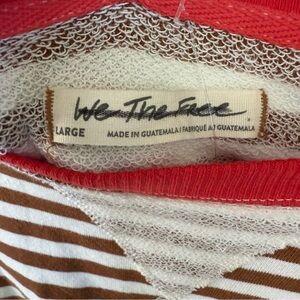 We The Free
LARGE
MADE IN GUATEMALA / FABRIQUÉ AU GUATEMALA